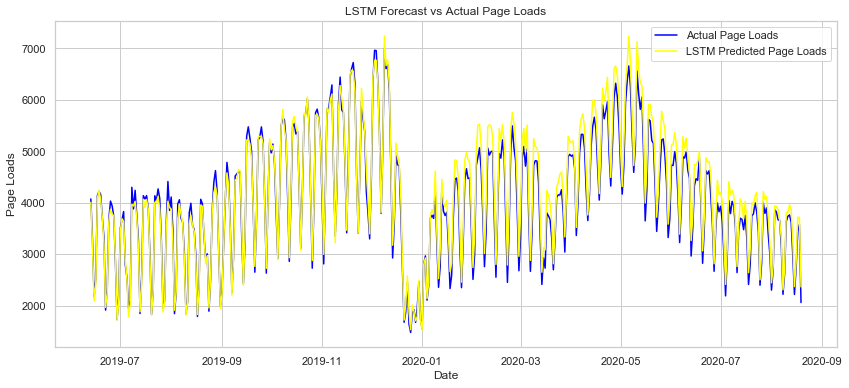 LSTM Forecast vs Actual Page Loads
Actual Page Loads
LSTM Predicted Page Loads
7000
6000
5000
4000
3000
2000
Page Loads
2019-07 2019-09 2019-11 2020-01 2020-03 2020-05 2020-07 2020-09
Date